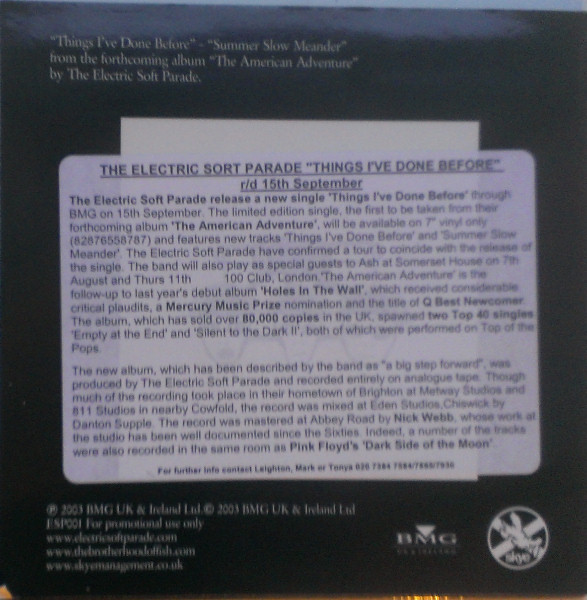 "Things I've Done Before" - "Summer Slow Meander"
from the forthcoming album "The American Adventure"
by The Electric Soft Parade.
THE ELECTRIC SORT PARADE "THINGS I'VE DONE BEFORE"
r/d 15th September
The Electric Soft Parade release a new single 'Things I've Done Before' through
BMG on 15th September. The limited edition single, the first to be taken from their
forthcoming album 'The American Adventure', will be available on 7" vinyl only
(82876558787) and features new tracks 'Things I've Done Before' and 'Summer Slow
Meander'. The Electric Soft Parade have confirmed a tour to coincide with the release of
the single. The band will also play as special guests to Ash at Somerset House on 7th
August and Thurs 11th 100 Club, London.'The American Adventure' is the
follow-up to last year's debut album 'Holes In The Wall', which received considerable
critical plaudits, a Mercury Music Prize nomination and the title of Q Best Newcomer.
The album, which has sold over 80,000 copies in the UK, spawned two Top 40 singles
'Empty at the End' and 'Silent to the Dark II', both of which were performed on Top of the
Pops.
The new album, which has been described by the band as "a big step forward", was
produced by The Electric Soft Parade and recorded entirely on analogue tape. Though
much of the recording took place in their hometown of Brighton at Metway Studios and
811 Studios in nearby Cowfold, the record was mixed at Eden Studios,Chiswick by
Danton Supple. The record was mastered at Abbey Road by Nick Webb, whose work at
the studio has been well documented since the Sixties. Indeed, a number of the tracks
were also recorded in the same room as Pink Floyd's 'Dark Side of the Moon'.
For further info contact Leighton, Mark or Tonya 020 7384
℗ 2003 BMG UK & Ireland Ltd.© 2003 BMG UK & Ireland Ltd
ESP001 For promotional use only
www.electricsoftparade.com
www.thebrotherhoodoffish.com
www.skyemanagement.co.uk
BMG
UK & IRELAND
skye